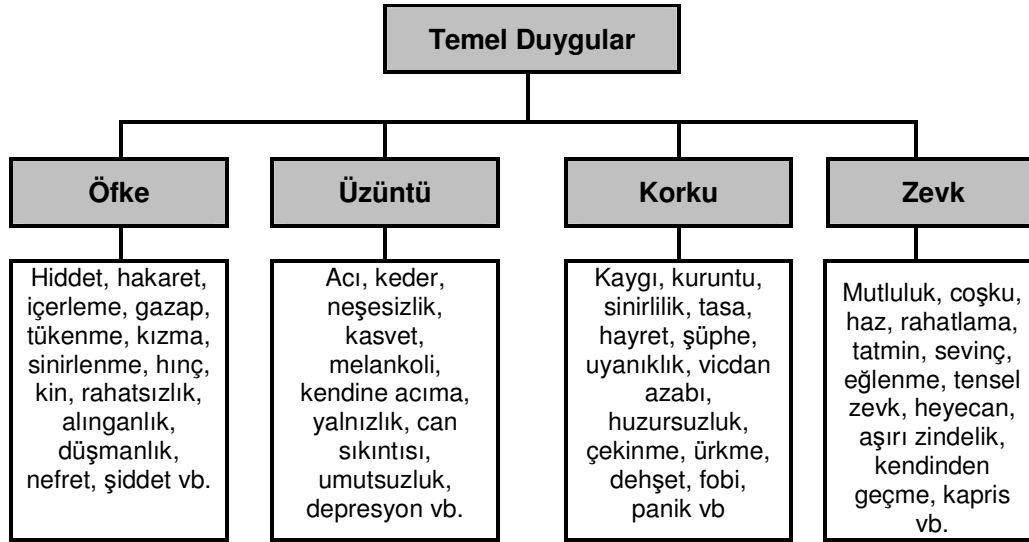 Temel Duygular
Öfke
Üzüntü
Korku
Zevk
Hiddet, hakaret,
içerleme, gazap,
tükenme, kızma,
sinirlenme, hınç,
kin, rahatsızlık,
alınganlık,
düşmanlık,
nefret, şiddet vb.
Acı, keder,
neşesizlik,
kasvet,
melankoli,
kendine acıma,
yalnızlık, can
sıkıntısı,
umutsuzluk,
depresyon vb.
Kaygı, kuruntu,
sinirlilik, tasa,
hayret, şüphe,
uyanıklık, vicdan
azabı,
huzursuzluk,
çekinme, ürkme,
dehşet, fobi,
panik vb
Mutluluk, coşku,
haz, rahatlama,
tatmin, sevinç,
eğlenme, tensel
zevk, heyecan,
aşırı zindelik,
kendinden
geçme, kapris
vb.